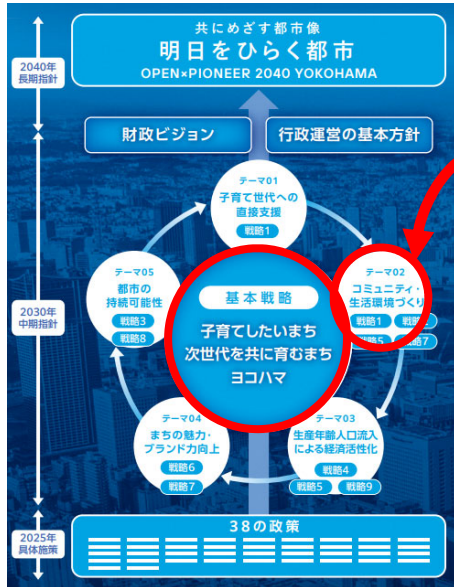 共にめざす都市像
明日をひらく都市
OPEN×PIONEER 2040 YOKOHAMA
2040年
長期指針
財政ビジョン
行政運営の基本方針
テーマ01
子育て世代への
直接支援
戦略1
テーマ05
都市の
持続可能性
戦略3
戦略8
テーマ02
コミュニティ・
生活環境づくり
戦略1
戦略5 戦略7
基本戦略
子育てしたいまち
次世代を共に育むまち
ヨコハマ
2030年
中期指針
テーマ04
まちの魅力・
ブランド力向上
戦略6
戦略7
テーマ03
生産年齢人口流入
による経済活性化
戦略4
戦略5 戦略9
2025年
具体施策
38の政策